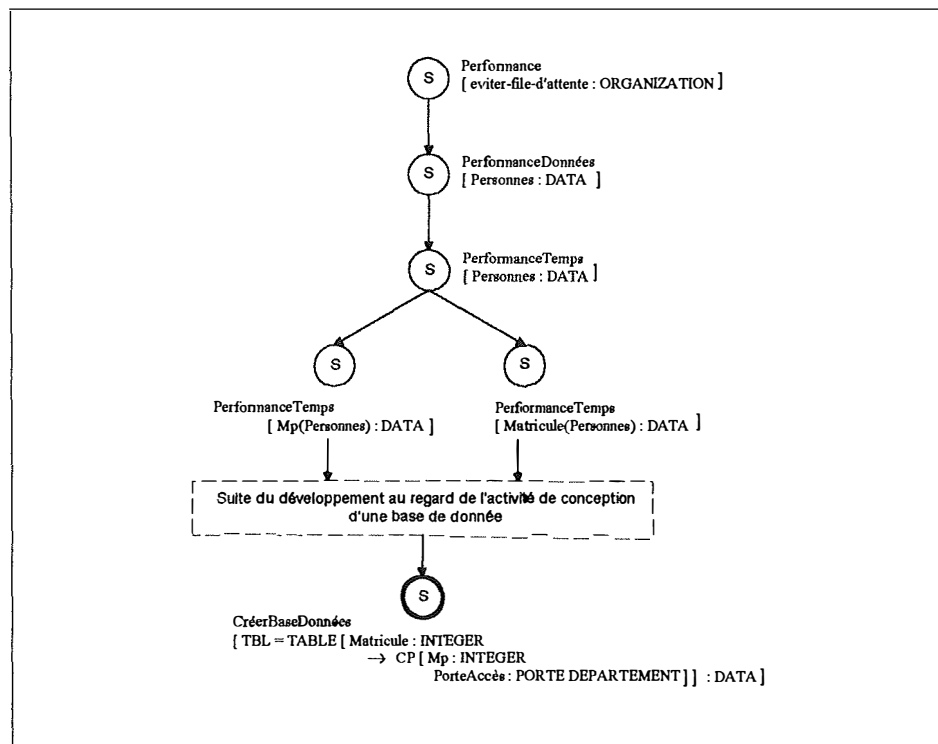 S
Performance
[ eviter-file-d'attente : ORGANIZATION ]
S
PerformanceDonnées
[ Personnes : DATA ]
S
PerformanceTemps
[ Personnes : DATA ]
S
S
PerformanceTemps
[ Mp(Personnes) : DATA ]
PerformanceTemps
[ Matricule(Personnes) : DATA ]
Suite du développement au regard de l'activité de conception
d'une base de donnée
S
CréerBaseDonnées
[ TBL = TABLE [ Matricule : INTEGER
→ CP [ Mp : INTEGER
PorteAccès : PORTE DEPARTEMENT ] ] : DATA ]